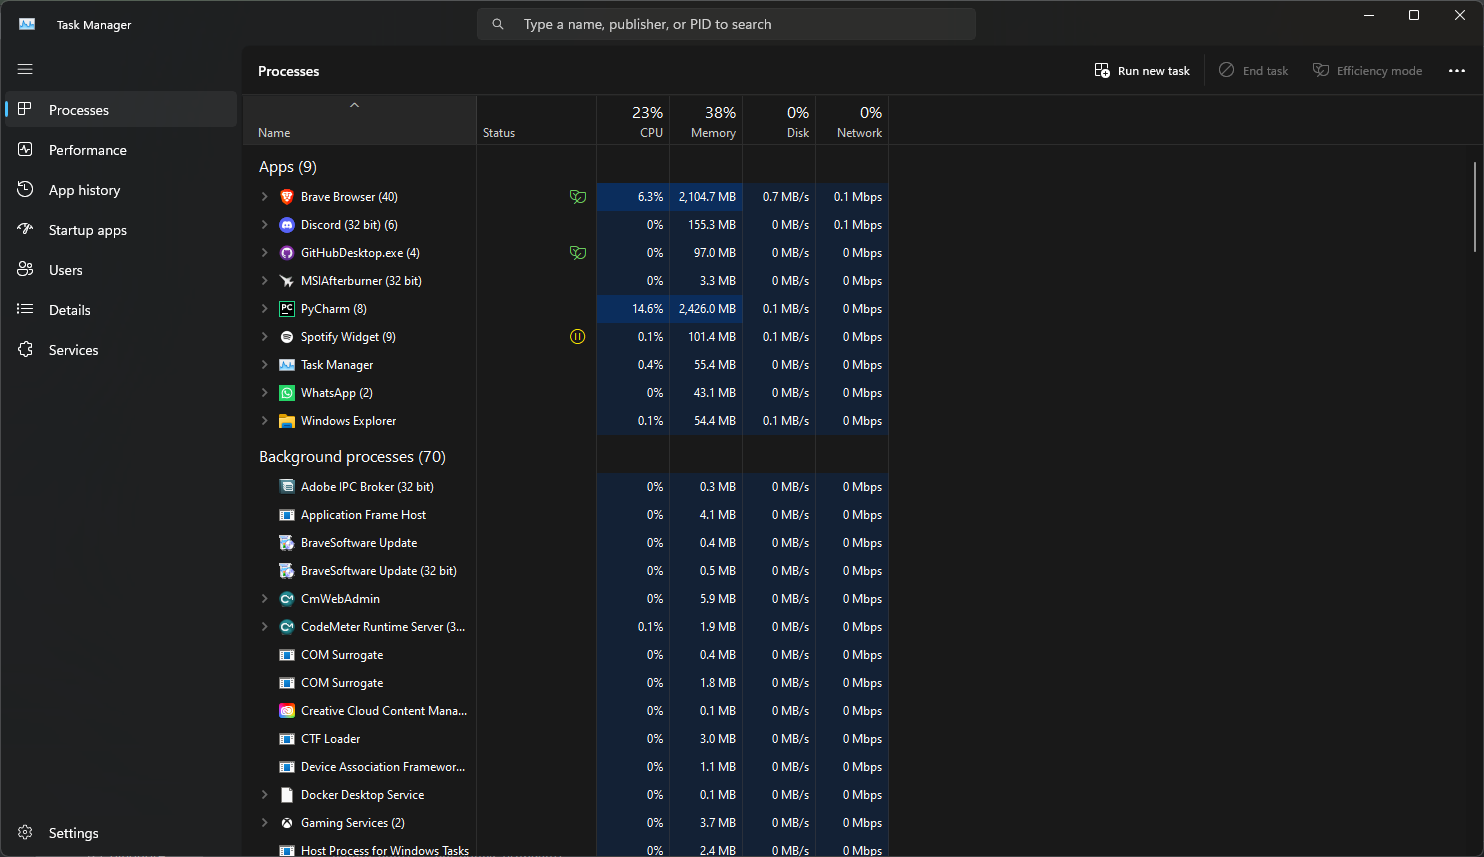 Task Manager
Type a name, publisher, or PID to search
Processes
Run new task
End task
Efficiency mode
Processes
Performance
App history
Startup apps
Users
Details
Services
Settings
23% 38% 0% 0%
Name Status CPU Memory Disk Network
Apps (9)
Brave Browser (40) 6.3% 2,104.7 MB 0.7 MB/s 0.1 Mbps
Discord (32 bit) (6) 0% 155.3 MB 0 MB/s 0.1 Mbps
GitHubDesktop.exe (4) 0% 97.0 MB 0 MB/s 0 Mbps
MSIAfterburner (32 bit) 0% 3.3 MB 0 MB/s 0 Mbps
PC PyCharm (8) 14.6% 2,426.0 MB 0.1 MB/s 0 Mbps
Spotify Widget (9) 0.1% 101.4 MB 0.1 MB/s 0 Mbps
Task Manager 0.4% 55.4 MB 0 MB/s 0 Mbps
WhatsApp (2) 0% 43.1 MB 0 MB/s 0 Mbps
Windows Explorer 0.1% 54.4 MB 0.1 MB/s 0 Mbps
Background processes (70)
Adobe IPC Broker (32 bit) 0% 0.3 MB 0 MB/s 0 Mbps
Application Frame Host 0% 4.1 MB 0 MB/s 0 Mbps
BraveSoftware Update 0% 0.4 MB 0 MB/s 0 Mbps
BraveSoftware Update (32 bit) 0% 0.5 MB 0 MB/s 0 Mbps
CmWebAdmin 0% 5.9 MB 0 MB/s 0 Mbps
CodeMeter Runtime Server (3... 0.1% 1.9 MB 0 MB/s 0 Mbps
COM Surrogate 0% 0.4 MB 0 MB/s 0 Mbps
COM Surrogate 0% 1.8 MB 0 MB/s 0 Mbps
Creative Cloud Content Mana... 0% 0.1 MB 0 MB/s 0 Mbps
CTF Loader 0% 3.0 MB 0 MB/s 0 Mbps
Device Association Framewor... 0% 1.1 MB 0 MB/s 0 Mbps
Docker Desktop Service 0% 0.1 MB 0 MB/s 0 Mbps
Gaming Services (2) 0% 3.7 MB 0 MB/s 0 Mbps
Host Process for Windows Tasks 0% 2.4 MB 0 MB/s 0 Mbps